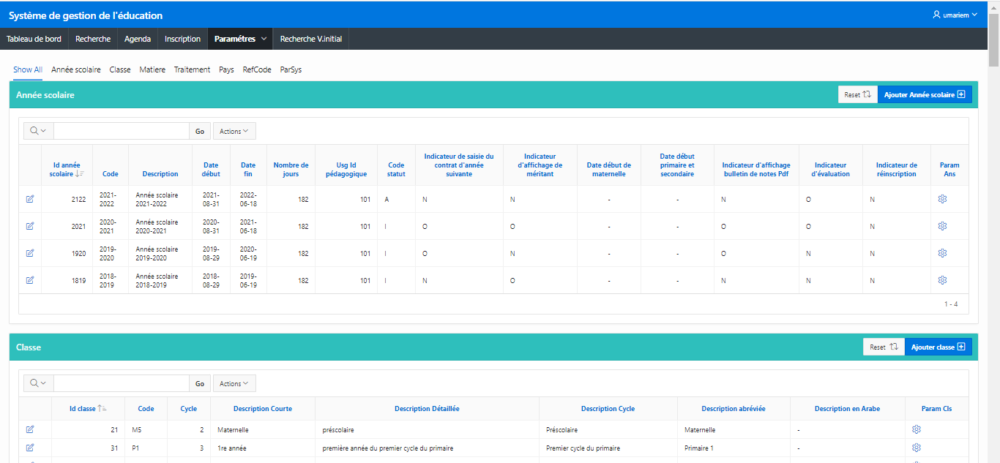 Système de gestion de l'éducation
umariem
Tableau de bord Recherche Agenda Inscription Paramétres Recherche V.initial
Show All Année scolaire Classe Matiere Traitement Pays RefCode ParSys
Année scolaire Reset Ajouter Année scolaire
Go Actions
Id année scolaire Code Description Date début Date fin Nombre de jours Usg Id pédagogique Code statut Indicateur de saisie du contrat d'année suivante Indicateur d'affichage de méritant Date début de maternelle Date début primaire et secondaire Indicateur d'affichage bulletin de notes Pdf Indicateur d'évaluation Indicateur de réinscription Param Ans
2122 2021-2022 Année scolaire 2021-2022 2021-08-31 2022-06-18 182 101 A N N - - N O N
2021 2020-2021 Année scolaire 2020-2021 2020-08-31 2021-06-18 182 101 I O O - - O O N
1920 2019-2020 Année scolaire 2019-2020 2019-08-29 2020-06-19 182 101 I O N - - O N N
1819 2018-2019 Année scolaire 2018-2019 2018-08-29 2019-06-19 182 101 I N O - - N N N
1 - 4
Classe Reset Ajouter classe
Go Actions
Id classe Code Cycle Description Courte Description Détaillée Description Cycle Description abréviée Description en Arabe Param Cls
21 M5 2 Maternelle préscolaire Préscolaire Maternelle -
31 P1 3 1re année première année du premier cycle du primaire Premier cycle du primaire Primaire 1 -